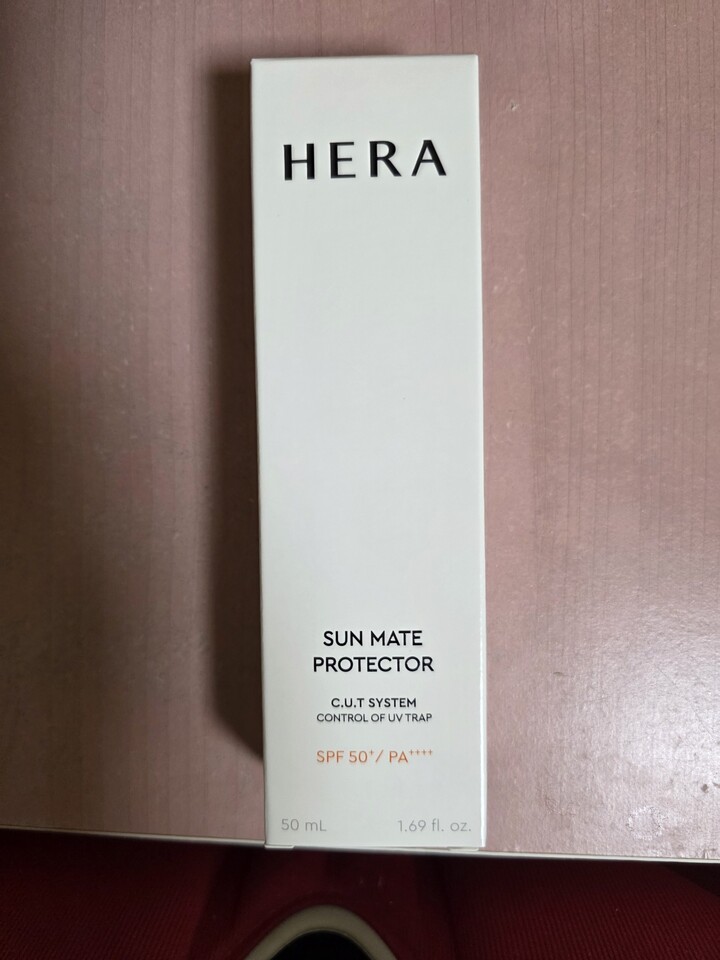 HERA
SUN MATE
PROTECTOR
C.U.T SYSTEM
CONTROL OF UV TRAP
SPF 50⁺/ PA⁺⁺⁺⁺
50 mL 1.69 fl. oz.